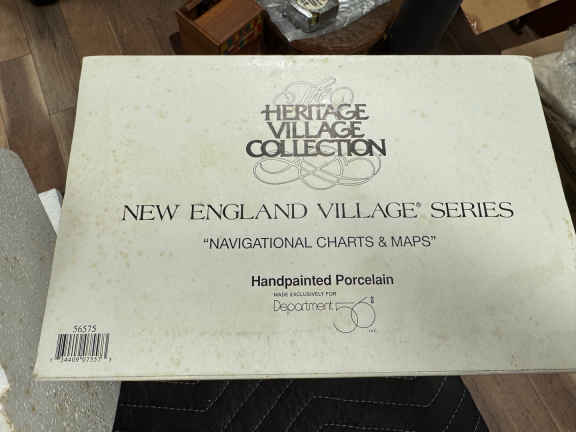 The
HERITAGE
VILLAGE
COLLECTION
NEW ENGLAND VILLAGE® SERIES
"NAVIGATIONAL CHARTS & MAPS"
Handpainted Porcelain
MADE EXCLUSIVELY FOR
Department 56®
INC.
56575